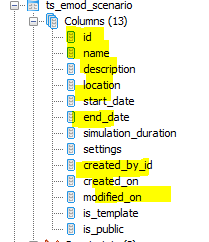 ts_emod_scenario
Columns (13)
id
name
description
location
start_date
end_date
simulation_duration
settings
created_by_id
created_on
modified_on
is_template
is_public